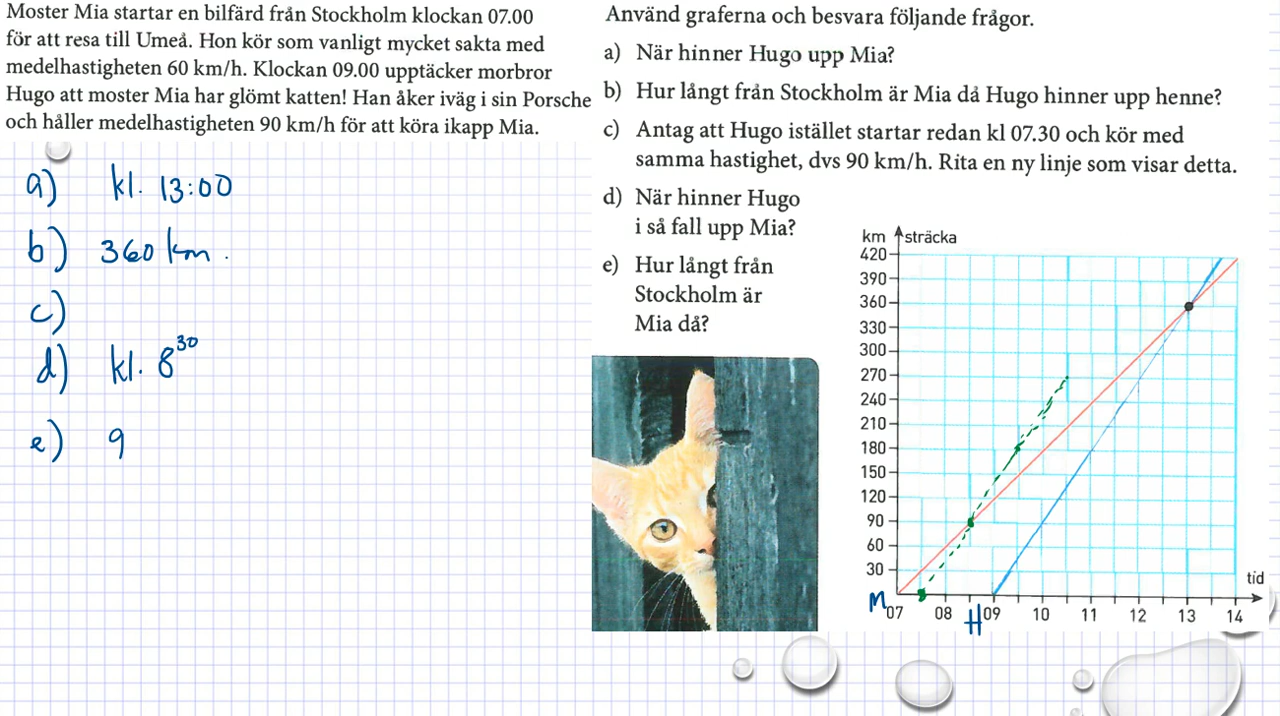 Moster Mia startar en bilfärd från Stockholm klockan 07.00
för att resa till Umeå. Hon kör som vanligt mycket sakta med
medelhastigheten 60 km/h. Klockan 09.00 upptäcker morbror
Hugo att moster Mia har glömt katten! Han åker iväg i sin Porsche
och håller medelhastigheten 90 km/h för att köra ikapp Mia.
a) kl. 13:00
b) 360 km.
c)
d) kl. 8 30
e) 9
Använd graferna och besvara följande frågor.
a) När hinner Hugo upp Mia?
b) Hur långt från Stockholm är Mia då Hugo hinner upp henne?
c) Antag att Hugo istället startar redan kl 07.30 och kör med
samma hastighet, dvs 90 km/h. Rita en ny linje som visar detta.
d) När hinner Hugo
i så fall upp Mia?
e) Hur långt från
Stockholm är
Mia då?
km sträcka
420
390
360
330
300
270
240
210
180
150
120
90
60
30
tid
M
07 08 09 10 11 12 13 14
H